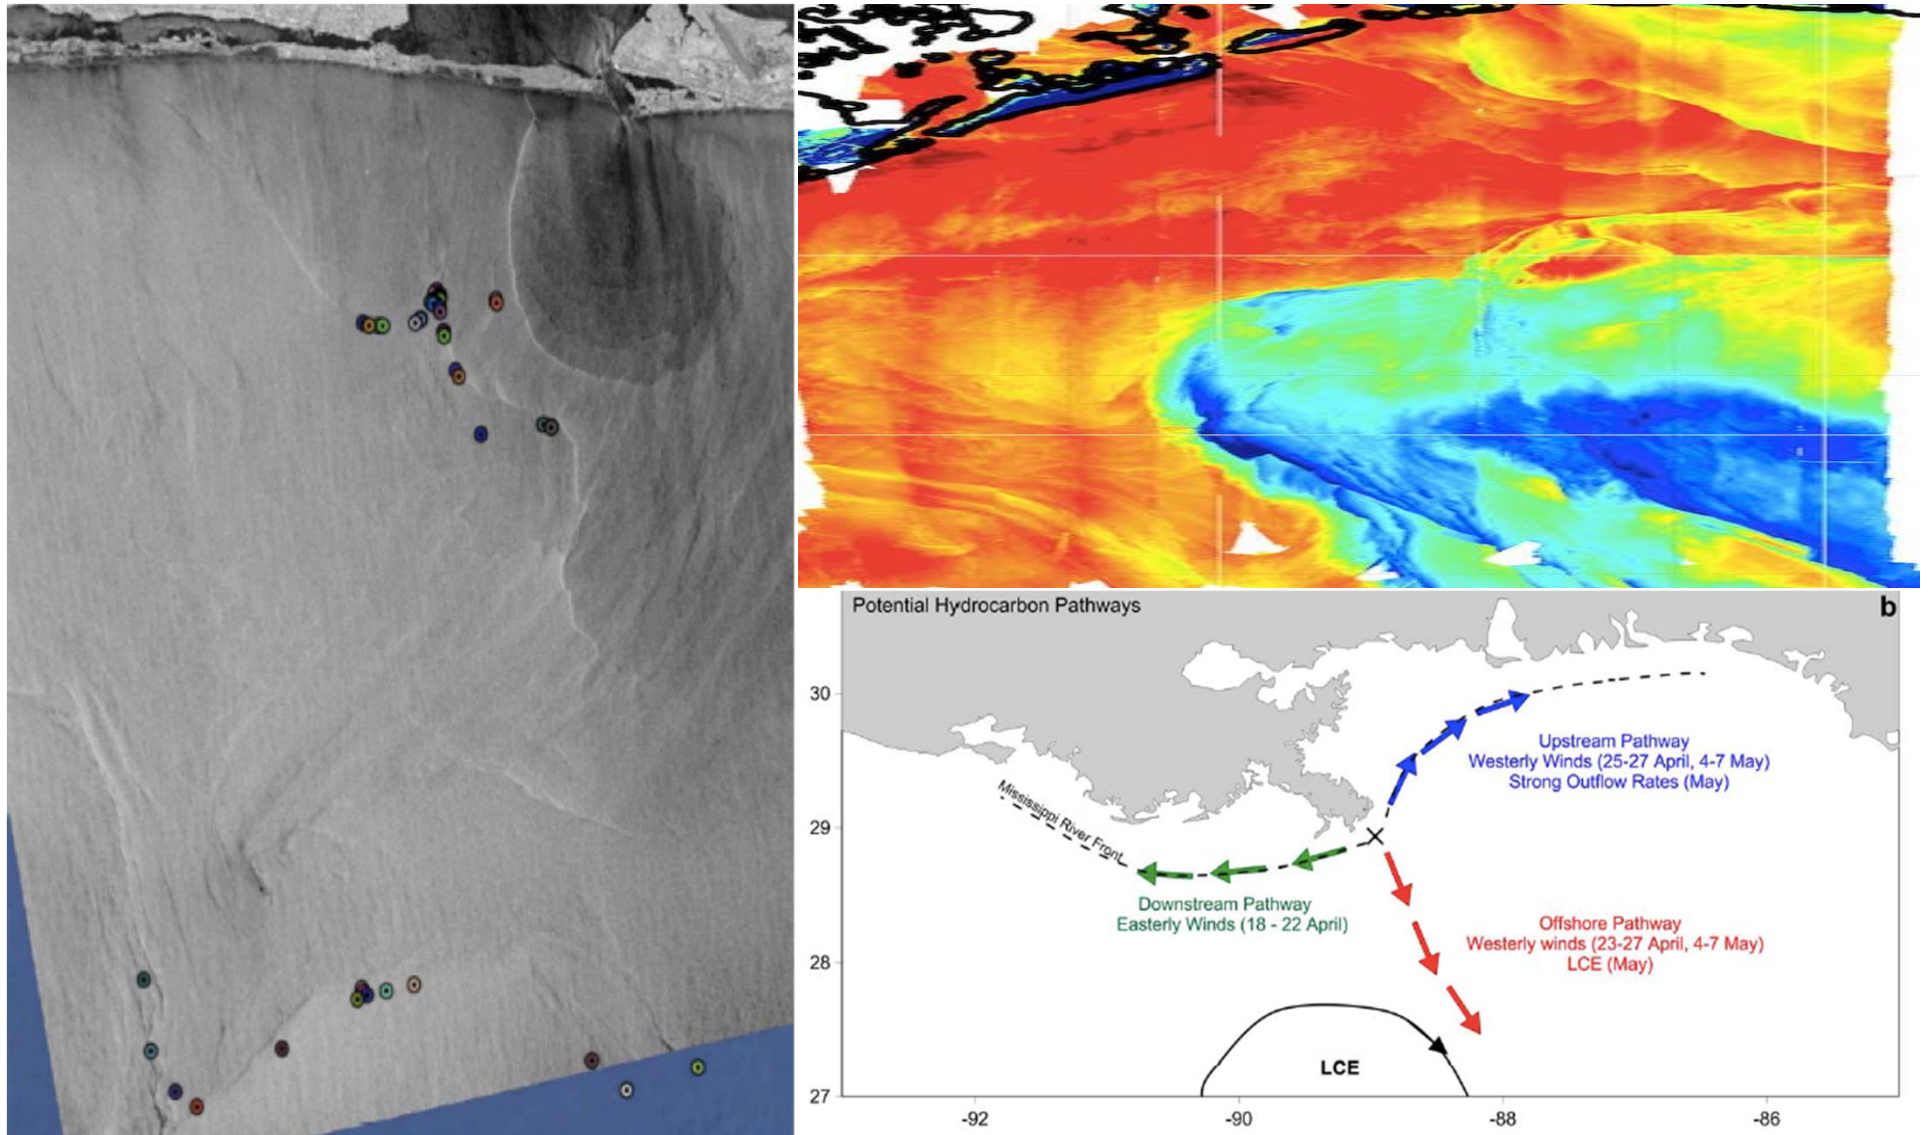 Potential Hydrocarbon Pathways
b
30
29
28
27
Upstream Pathway
Westerly Winds (25-27 April, 4-7 May)
Strong Outflow Rates (May)
Mississippi River Front
Downstream Pathway
Easterly Winds (18 - 22 April)
Offshore Pathway
Westerly winds (23-27 April, 4-7 May)
LCE (May)
LCE
-92
-90
-88
-86